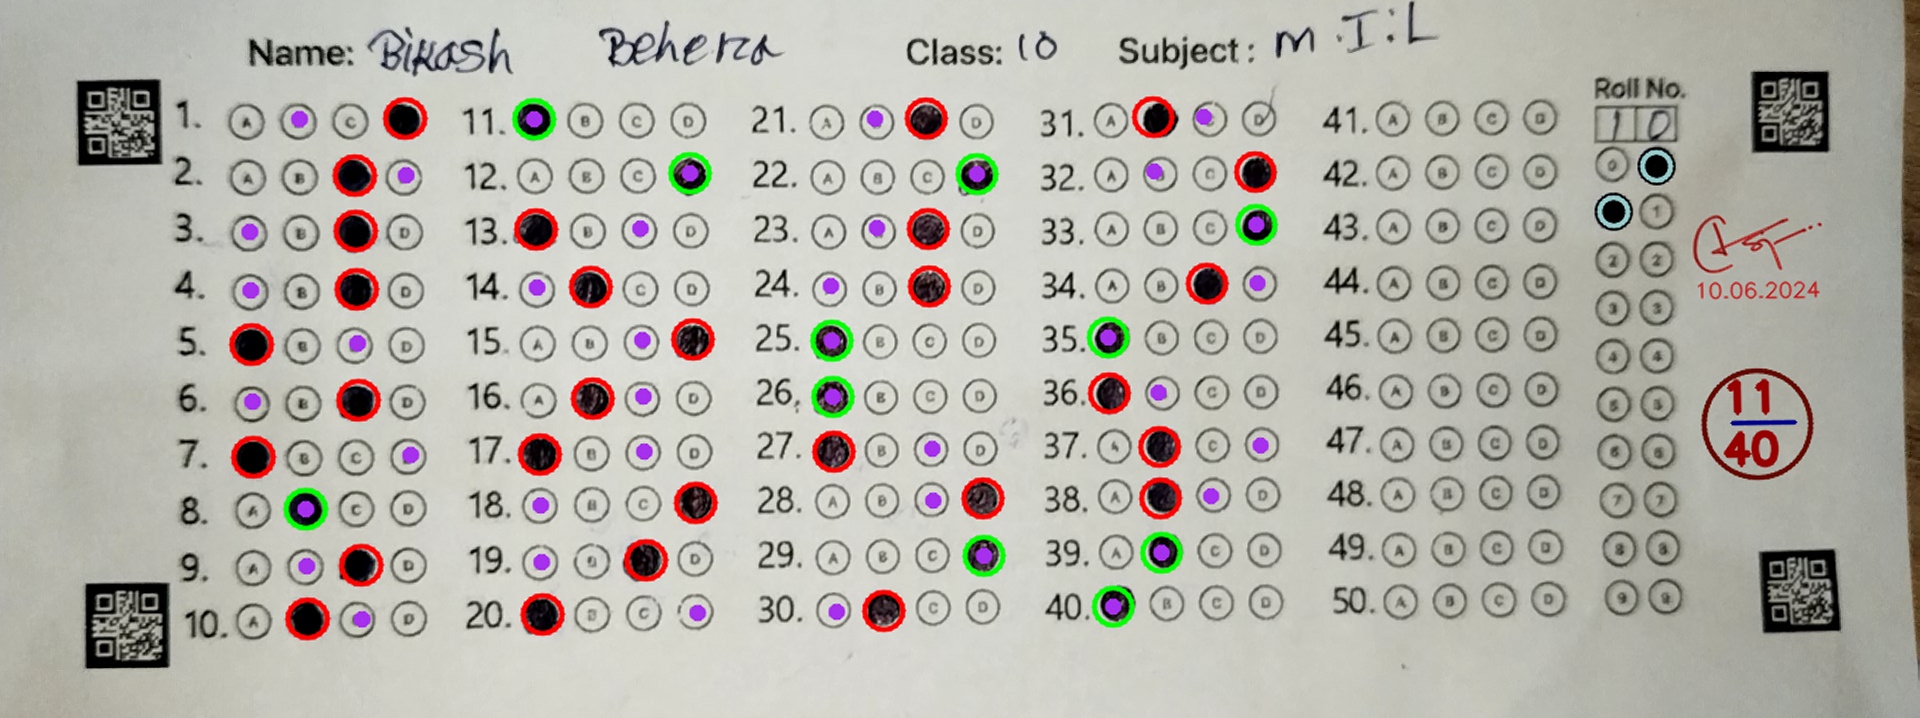 Name: Bikash Behera Class: 10 Subject: M.I.L
1. A C 11. B C D 21. A D 31. A D 41. A B C D
2. A B 12. A B C 22. A B C 32. A C 42. A B C D
3. B D 13. B D 23. A D 33. A B C 43. A B C D
4. B D 14. C D 24. B D 34. A B 44. A B C D
5. B D 15. A B 25. B C D 35. B C D 45. A B C D
6. B D 16. A D 26. B C D 36. C D 46. A B C D
7. B C 17. B D 27. B D 37. A C 47. A B C D
8. A C D 18. B C 28. A B 38. A D 48. A B C D
9. A D 19. B D 29. A B C 39. A C D 49. A B C D
10. A D 20. B C 30. C D 40. B C D 50. A B C D
Roll No.
1 0
0
1
2 2
3 3
4 4
5 5
6 6
7 7
8 8
9 9
10.06.2024
11
40